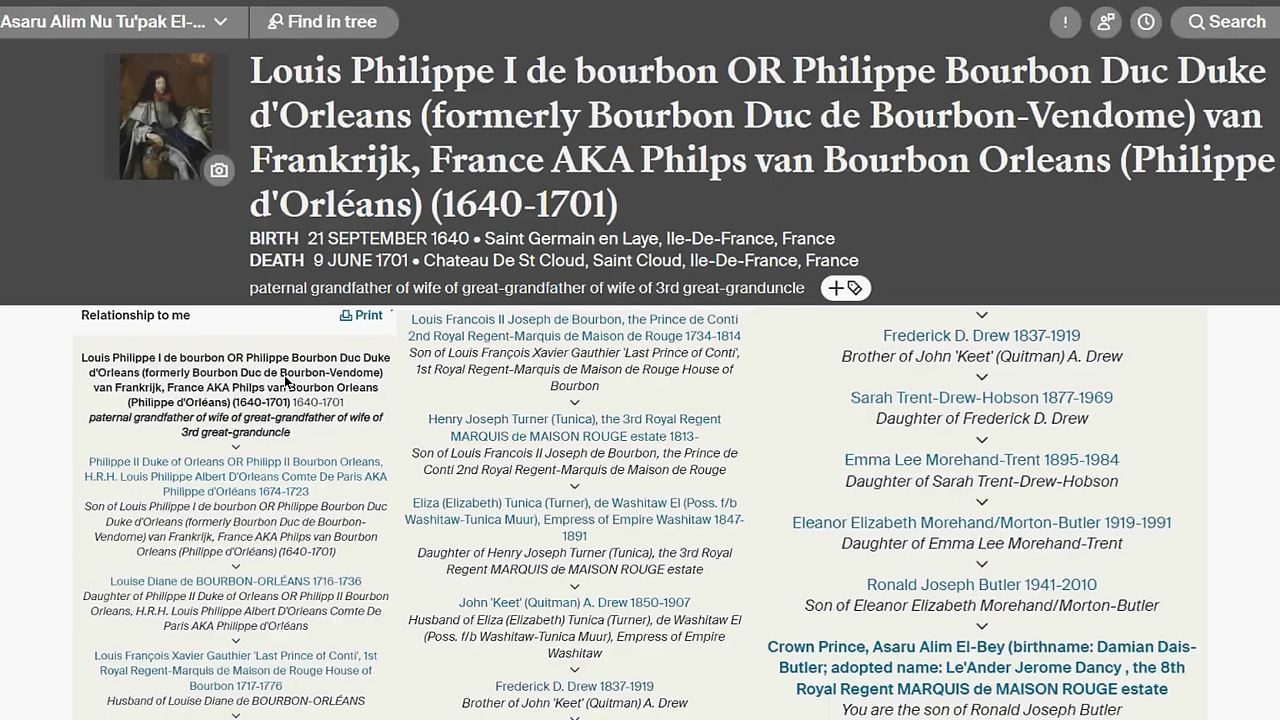 Asaru Alim Nu Tu'pak El-...
Find in tree
!
Search
Louis Philippe I de bourbon OR Philippe Bourbon Duc Duke
d'Orleans (formerly Bourbon Duc de Bourbon-Vendome) van
Frankrijk, France AKA Philps van Bourbon Orleans (Philippe
d'Orléans) (1640-1701)
BIRTH 21 SEPTEMBER 1640 • Saint Germain en Laye, Ile-De-France, France
DEATH 9 JUNE 1701 • Chateau De St Cloud, Saint Cloud, Ile-De-France, France
paternal grandfather of wife of great-grandfather of wife of 3rd great-granduncle
Relationship to me
Print
Louis Philippe I de bourbon OR Philippe Bourbon Duc Duke
d'Orleans (formerly Bourbon Duc de Bourbon-Vendome)
van Frankrijk, France AKA Philps van Bourbon Orleans
(Philippe d'Orléans) (1640-1701) 1640-1701
paternal grandfather of wife of great-grandfather of wife of
3rd great-granduncle
Philippe II Duke of Orleans OR Philipp II Bourbon Orleans,
H.R.H. Louis Philippe Albert D'Orleans Comte De Paris AKA
Philippe d'Orléans 1674-1723
Son of Louis Philippe I de bourbon OR Philippe Bourbon Duc
Duke d'Orleans (formerly Bourbon Duc de Bourbon-
Vendome) van Frankrijk, France AKA Philps van Bourbon
Orleans (Philippe d'Orléans) (1640-1701)
Louise Diane de BOURBON-ORLÉANS 1716-1736
Daughter of Philippe II Duke of Orleans OR Philipp II Bourbon
Orleans, H.R.H. Louis Philippe Albert D'Orleans Comte De
Paris AKA Philippe d'Orléans
Louis François Xavier Gauthier 'Last Prince of Conti', 1st
Royal Regent-Marquis de Maison de Rouge House of
Bourbon 1717-1776
Husband of Louise Diane de BOURBON-ORLÉANS
Louis Francois II Joseph de Bourbon, the Prince de Conti
2nd Royal Regent-Marquis de Maison de Rouge 1734-1814
Son of Louis François Xavier Gauthier 'Last Prince of Conti',
1st Royal Regent-Marquis de Maison de Rouge House of
Bourbon
Henry Joseph Turner (Tunica), the 3rd Royal Regent
MARQUIS de MAISON ROUGE estate 1813-
Son of Louis Francois II Joseph de Bourbon, the Prince de
Conti 2nd Royal Regent-Marquis de Maison de Rouge
Eliza (Elizabeth) Tunica (Turner), de Washitaw El (Poss. f/b
Washitaw-Tunica Muur), Empress of Empire Washitaw 1847-
1891
Daughter of Henry Joseph Turner (Tunica), the 3rd Royal
Regent MARQUIS de MAISON ROUGE estate
John 'Keet' (Quitman) A. Drew 1850-1907
Husband of Eliza (Elizabeth) Tunica (Turner), de Washitaw El
(Poss. f/b Washitaw-Tunica Muur), Empress of Empire
Washitaw
Frederick D. Drew 1837-1919
Brother of John 'Keet' (Quitman) A. Drew
Frederick D. Drew 1837-1919
Brother of John 'Keet' (Quitman) A. Drew
Sarah Trent-Drew-Hobson 1877-1969
Daughter of Frederick D. Drew
Emma Lee Morehand-Trent 1895-1984
Daughter of Sarah Trent-Drew-Hobson
Eleanor Elizabeth Morehand/Morton-Butler 1919-1991
Daughter of Emma Lee Morehand-Trent
Ronald Joseph Butler 1941-2010
Son of Eleanor Elizabeth Morehand/Morton-Butler
Crown Prince, Asaru Alim El-Bey (birthname: Damian Dais-
Butler; adopted name: Le'Ander Jerome Dancy , the 8th
Royal Regent MARQUIS de MAISON ROUGE estate
You are the son of Ronald Joseph Butler